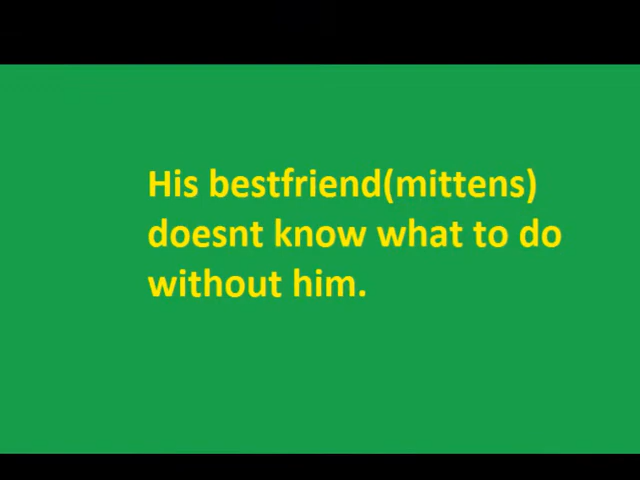 His bestfriend(mittens)
doesnt know what to do
without him.